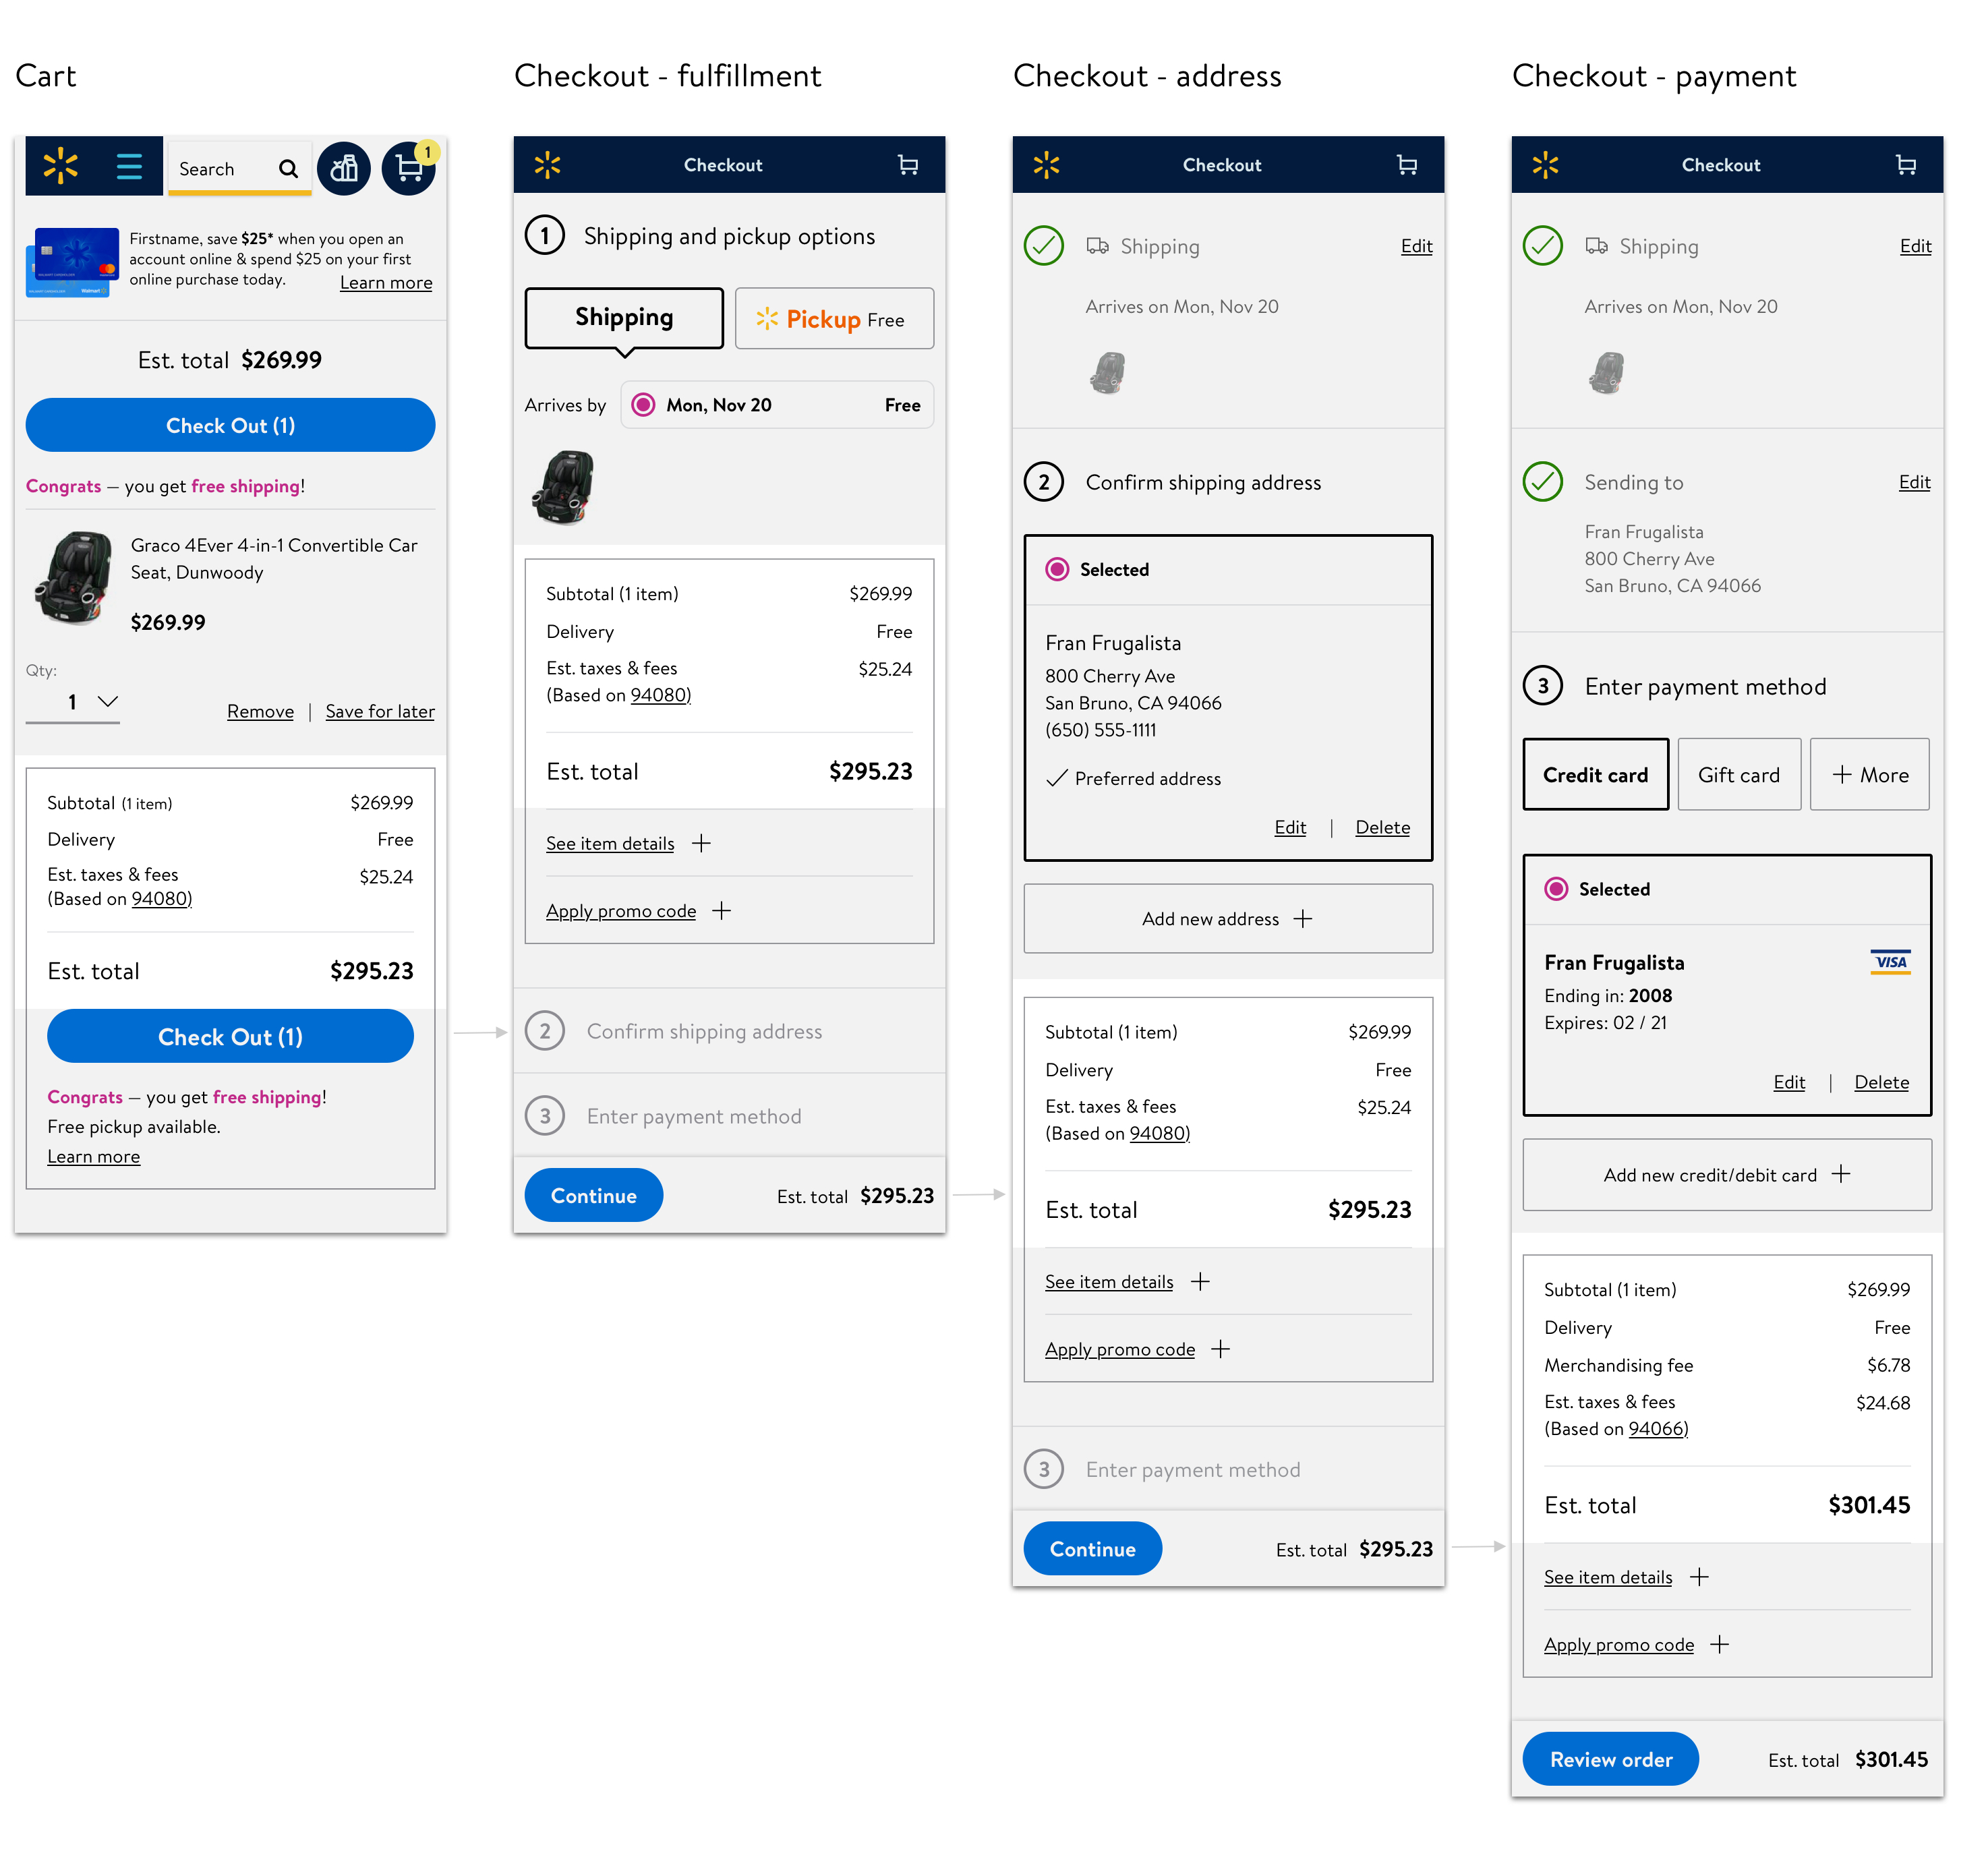 Cart
Search
1
Firstname, save $25* when you open an
account online & spend $25 on your first
online purchase today. Learn more
Est. total $269.99
Check Out (1)
Congrats – you get free shipping!
Graco 4Ever 4-in-1 Convertible Car
Seat, Dunwoody
$269.99
Qty:
1
Remove | Save for later
Subtotal (1 item) $269.99
Delivery Free
Est. taxes & fees $25.24
(Based on 94080)
Est. total $295.23
Check Out (1)
Congrats – you get free shipping!
Free pickup available.
Learn more
Checkout - fulfillment
Checkout
1 Shipping and pickup options
Shipping
Pickup Free
Arrives by Mon, Nov 20 Free
Subtotal (1 item) $269.99
Delivery Free
Est. taxes & fees $25.24
(Based on 94080)
Est. total $295.23
See item details +
Apply promo code +
2 Confirm shipping address
3 Enter payment method
Continue Est. total $295.23
Checkout - address
Checkout
Shipping Edit
Arrives on Mon, Nov 20
2 Confirm shipping address
Selected
Fran Frugalista
800 Cherry Ave
San Bruno, CA 94066
(650) 555-1111
Preferred address
Edit | Delete
Add new address +
Subtotal (1 item) $269.99
Delivery Free
Est. taxes & fees $25.24
(Based on 94080)
Est. total $295.23
See item details +
Apply promo code +
3 Enter payment method
Continue Est. total $295.23
Checkout - payment
Checkout
Shipping Edit
Arrives on Mon, Nov 20
Sending to Edit
Fran Frugalista
800 Cherry Ave
San Bruno, CA 94066
3 Enter payment method
Credit card
Gift card
+ More
Selected
Fran Frugalista VISA
Ending in: 2008
Expires: 02 / 21
Edit | Delete
Add new credit/debit card +
Subtotal (1 item) $269.99
Delivery Free
Merchandising fee $6.78
Est. taxes & fees $24.68
(Based on 94066)
Est. total $301.45
See item details +
Apply promo code +
Review order Est. total $301.45